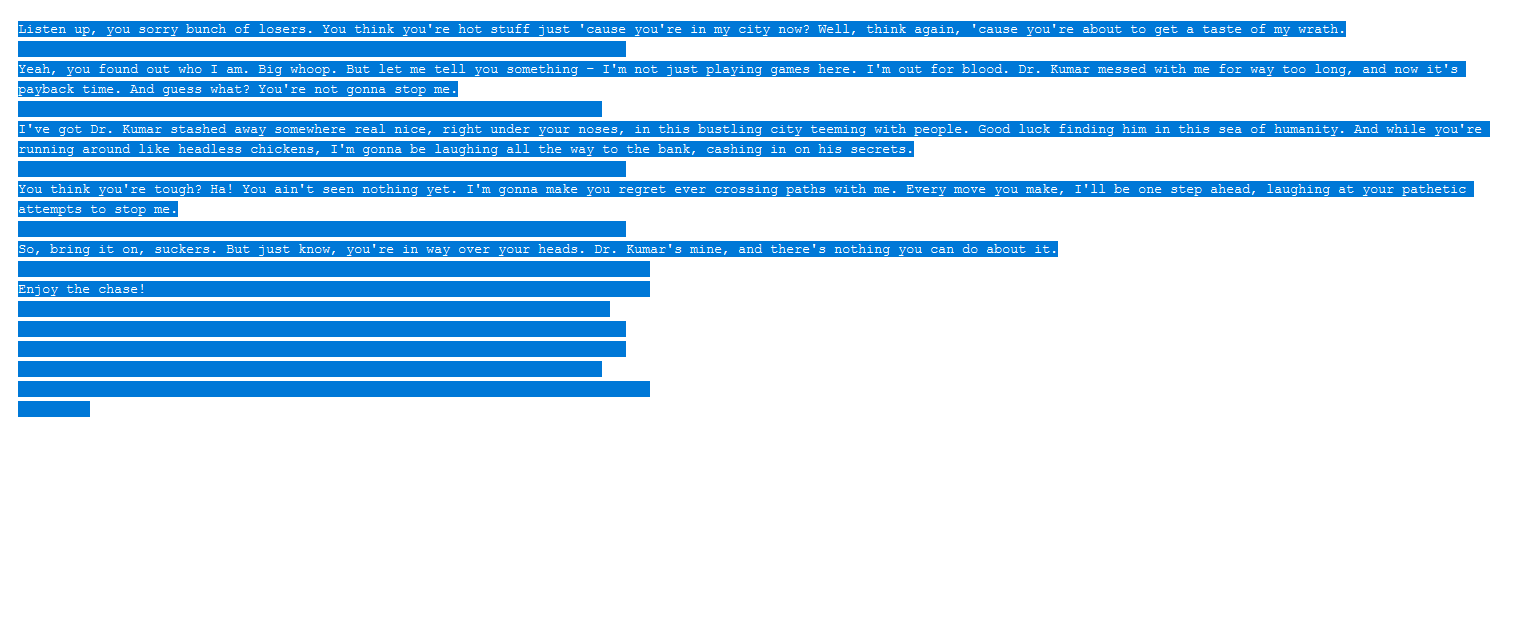 Listen up, you sorry bunch of losers. You think you're hot stuff just 'cause you're in my city now? Well, think again, 'cause you're about to get a taste of my wrath.
Yeah, you found out who I am. Big whoop. But let me tell you something – I'm not just playing games here. I'm out for blood. Dr. Kumar messed with me for way too long, and now it's
payback time. And guess what? You're not gonna stop me.
I've got Dr. Kumar stashed away somewhere real nice, right under your noses, in this bustling city teeming with people. Good luck finding him in this sea of humanity. And while you're
running around like headless chickens, I'm gonna be laughing all the way to the bank, cashing in on his secrets.
You think you're tough? Ha! You ain't seen nothing yet. I'm gonna make you regret ever crossing paths with me. Every move you make, I'll be one step ahead, laughing at your pathetic
attempts to stop me.
So, bring it on, suckers. But just know, you're in way over your heads. Dr. Kumar's mine, and there's nothing you can do about it.
Enjoy the chase!